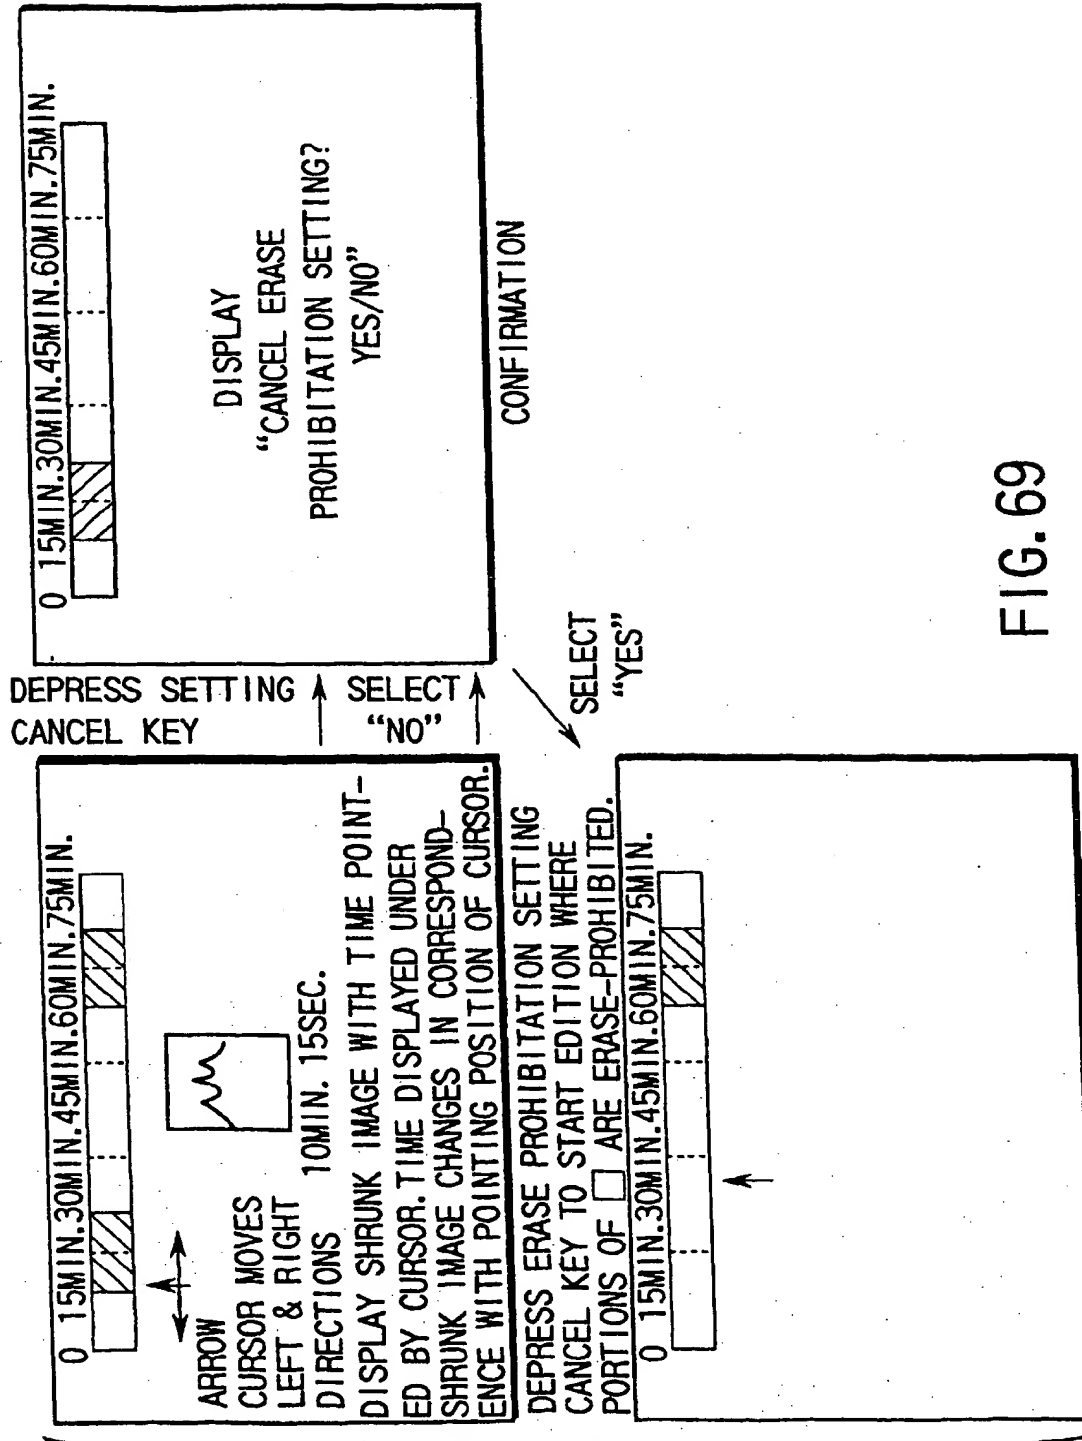 0 15MIN.30MIN.45MIN.60MIN.75MIN.
ARROW
CURSOR MOVES
LEFT & RIGHT
DIRECTIONS
10MIN. 15SEC.
DISPLAY SHRUNK IMAGE WITH TIME POINT-
ED BY CURSOR.TIME DISPLAYED UNDER
SHRUNK IMAGE CHANGES IN CORRESPOND-
ENCE WITH POINTING POSITION OF CURSOR.
DEPRESS SETTING
CANCEL KEY
SELECT
“NO”
0 15MIN.30MIN.45MIN.60MIN.75MIN.
DISPLAY
“CANCEL ERASE
PROHIBITATION SETTING?
YES/NO”
CONFIRMATION
SELECT
“YES”
DEPRESS ERASE PROHIBITATION SETTING
CANCEL KEY TO START EDITION WHERE
PORTIONS OF □ ARE ERASE-PROHIBITED.
0 15MIN.30MIN.45MIN.60MIN.75MIN.
FIG. 69